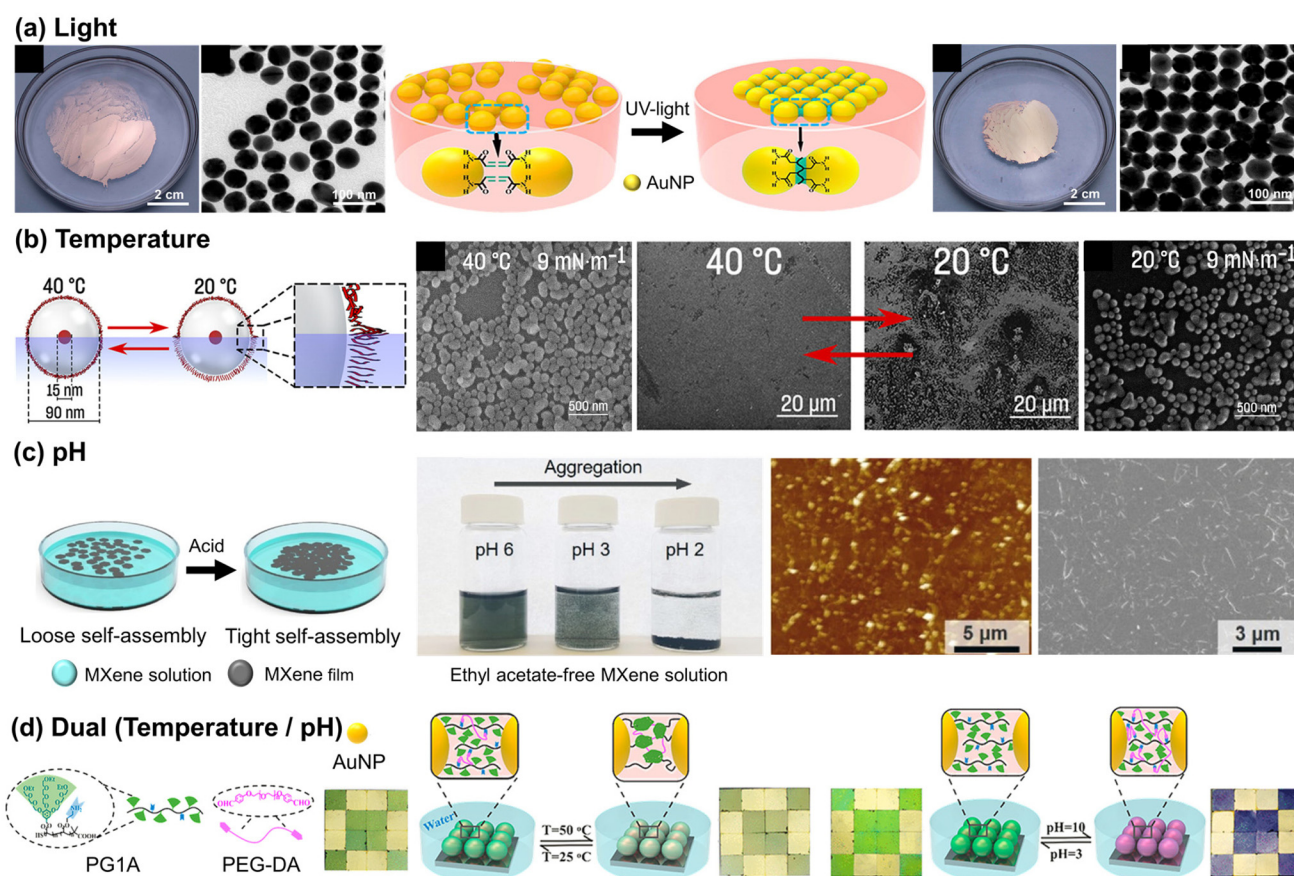 (a) Light
2 cm
100 nm
UV-light
AuNP
2 cm
100 nm
(b) Temperature
40 °C
20 °C
15 nm
90 nm
40 °C 9 mN·m⁻¹
500 nm
40 °C
20 µm
20 °C
20 µm
20 °C 9 mN·m⁻¹
500 nm
(c) pH
Acid
Loose self-assembly
Tight self-assembly
MXene solution
MXene film
Aggregation
pH 6
pH 3
pH 2
Ethyl acetate-free MXene solution
5 µm
3 µm
(d) Dual (Temperature / pH)
AuNP
PG1A
OHC
CHO
PEG-DA
Water
T=50 °C
T=25 °C
pH=10
pH=3